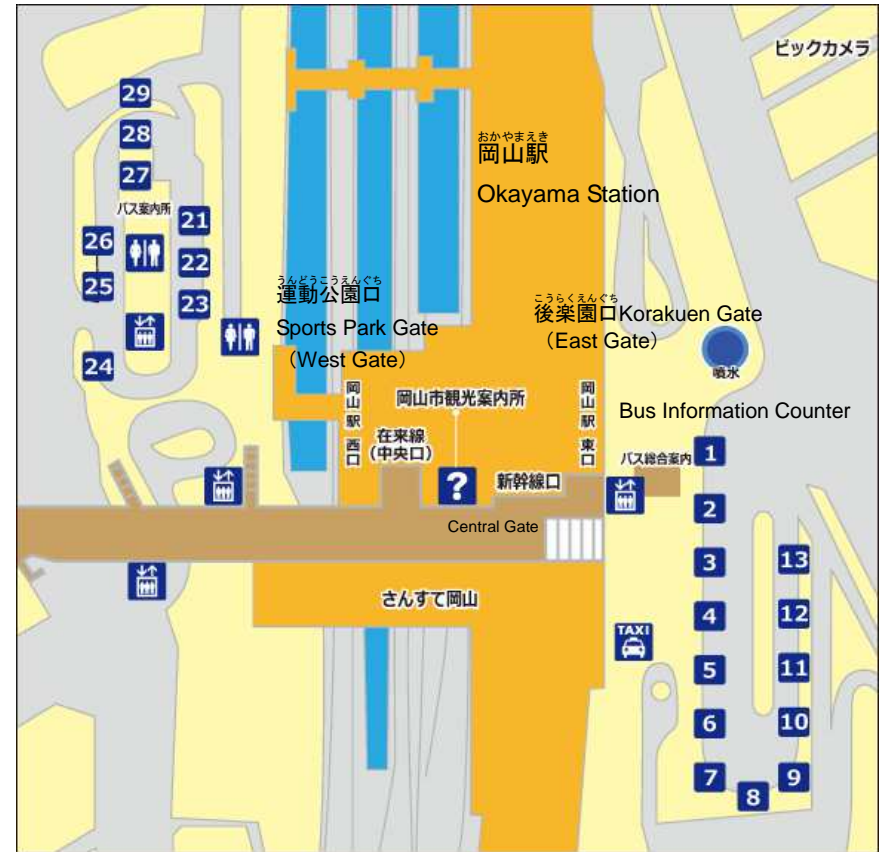 ビックカメラ
29
28
27
バス案内所
21
26
22
25
23
24
おかやまえき
岡山駅
Okayama Station
うんどうこうえんぐち
運動公園口
Sports Park Gate
（West Gate）
こうらくえんぐち
後楽園口Korakuen Gate
（East Gate）
噴水
岡山駅 西口
岡山市観光案内所
在来線
（中央口）
?
新幹線口
岡山駅 東口
Bus Information Counter
バス総合案内
Central Gate
さんすて岡山
TAXI
1
2
3
4
5
6
7
8
9
10
11
12
13